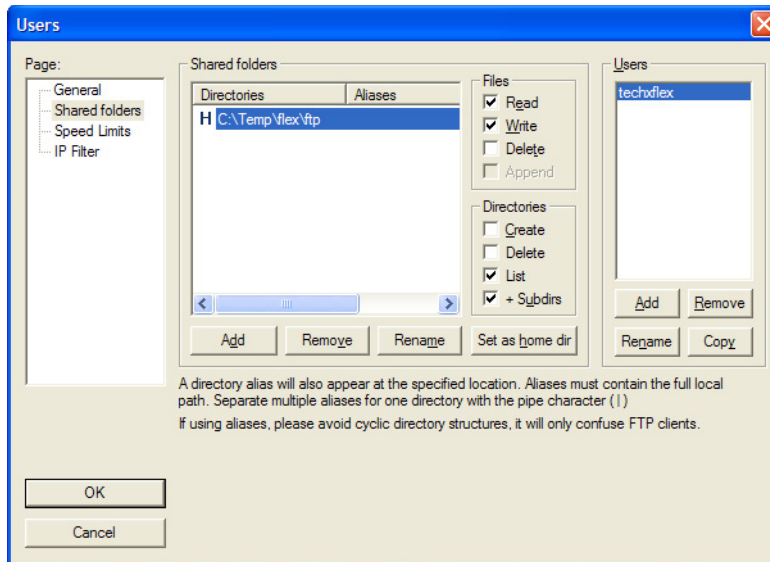 Users
Page:
General
Shared folders
Speed Limits
IP Filter
Shared folders
Directories Aliases
H C:\Temp\flex\ftp
Add Remove Rename Set as home dir
Files
Read
Write
Delete
Append
Directories
Create
Delete
List
+ Subdirs
Users
techxflex
Add Remove
Rename Copy
A directory alias will also appear at the specified location. Aliases must contain the full local
path. Separate multiple aliases for one directory with the pipe character ( | )
If using aliases, please avoid cyclic directory structures, it will only confuse FTP clients.
OK
Cancel